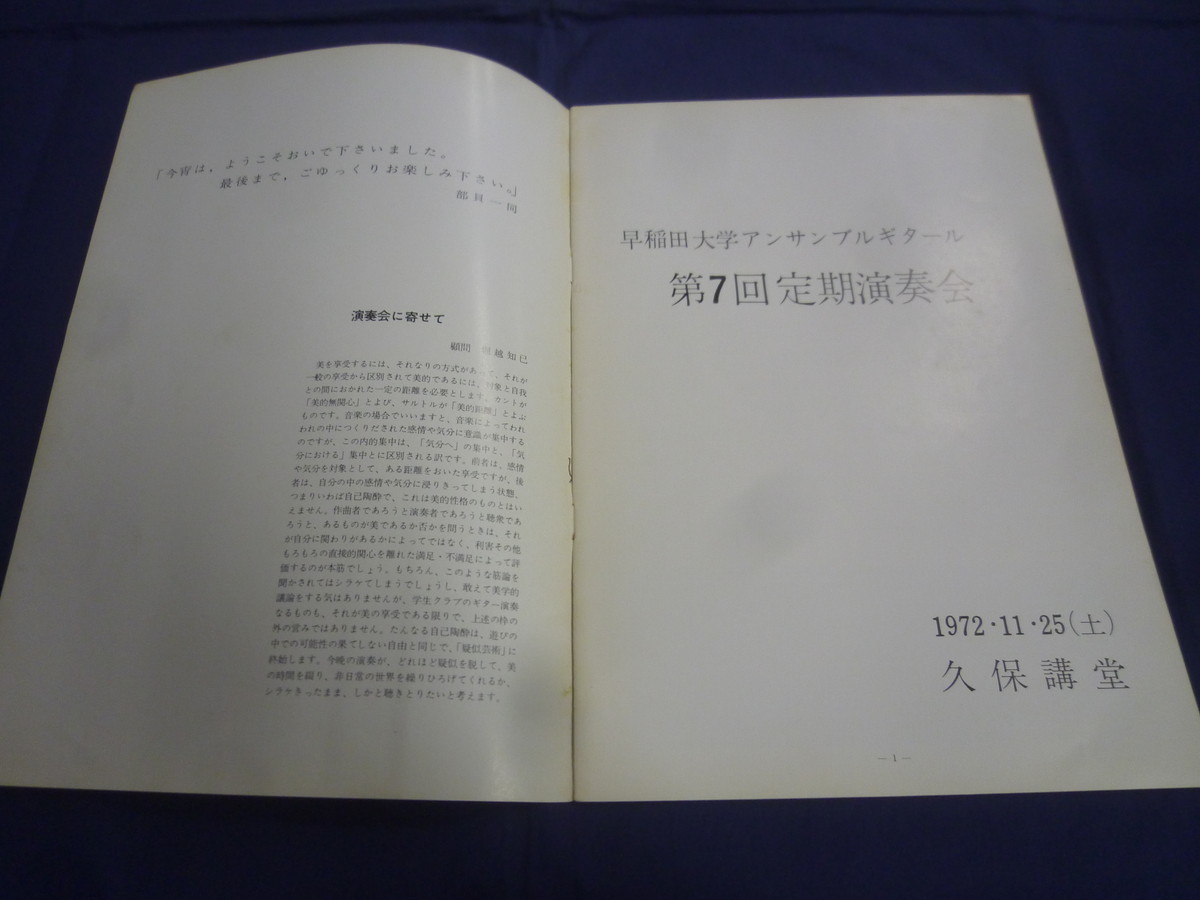 「今宵は，ようこそおいで下さいました。
最後まで，ごゆっくりお楽しみ下さい。」
部員一同
演奏会に寄せて
顧問 越知巳
美を享受するには、それなりの方式があって、それが
一般の享受から区別されて美的であるには、対象と自我
との間におかれた一定の距離を必要とします。カントが
「美的無関心」とよび、サルトルが「美的距離」とよぶ
ものです。音楽の場合でいいますと、音楽によってわれ
われの中につくりだされた感情や気分に意識が集中する
のですが、この内的集中は、「気分へ」の集中と、「気
分における」集中とに区別される訳です。前者は、感情
や気分を対象として、ある距離をおいた享受ですが、後
者は、自分の中の感情や気分に浸りきってしまう状態、
つまりいわば自己陶酔で、これは美的性格のものとはい
えません。作曲者であろうと演奏者であろうと聴衆であ
ろうと、あるものが美であるか否かを問うときは、それ
が自分に関わりがあるかによってではなく、利害その他
もろもろの直接的関心を離れた満足・不満足によって評
価するのが本筋でしょう。もちろん、このような筋論を
聞かされてはシラケてしまうでしょうし、敢えて美学的
議論をする気はありませんが、学生クラブのギター演奏
なるものも、それが美の享受である限りで、上述の枠の
外の営みではありません。たんなる自己陶酔は、遊びの
中での可能性の果てしない自由と同じで、「疑似芸術」に
終始します。今晩の演奏が、どれほど疑似を脱して、美
の時間を綴り、非日常の世界を繰りひろげてくれるか、
シラケきったまま、しかと聴きとりたいと考えます。
早稲田大学アンサンブルギタール
第7回定期演奏会
1972・11・25(土)
久保講堂
— 1 —